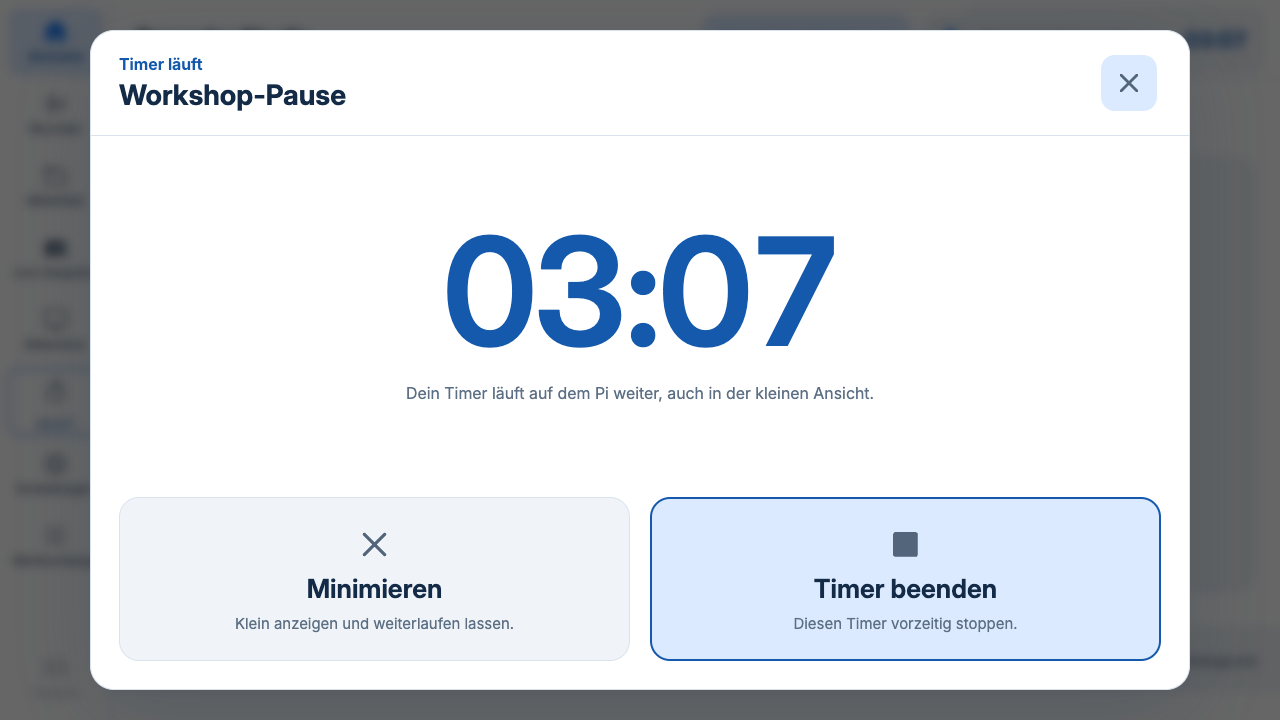 Timer läuft
Workshop-Pause
03:07
Dein Timer läuft auf dem Pi weiter, auch in der kleinen Ansicht.
Minimieren
Klein anzeigen und weiterlaufen lassen.
Timer beenden
Diesen Timer vorzeitig stoppen.